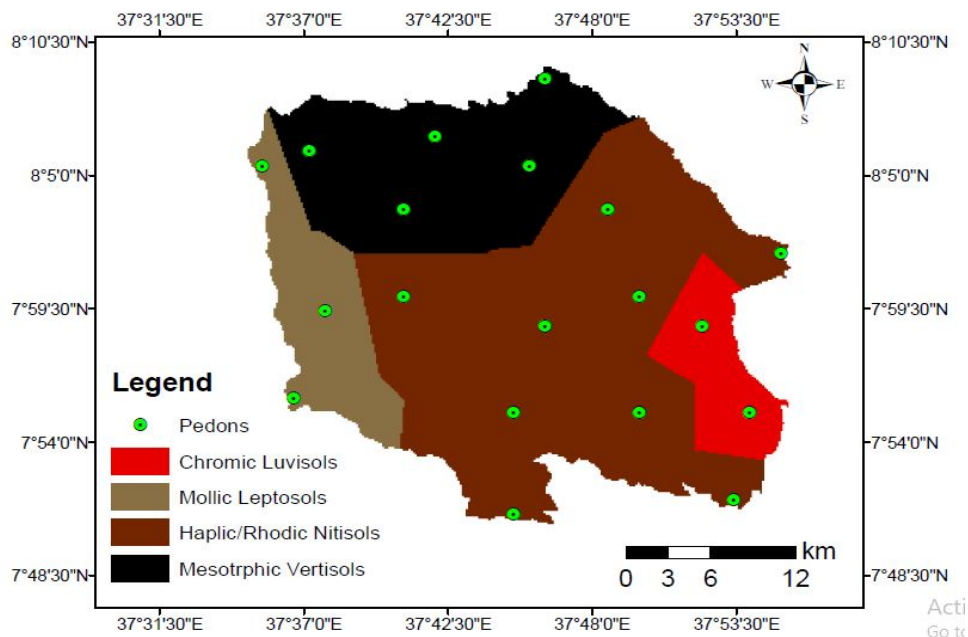 37°31'30"E 37°37'0"E 37°42'30"E 37°48'0"E 37°53'30"E
8°10'30"N 8°10'30"N
N
W E
S
8°5'0"N 8°5'0"N
7°59'30"N 7°59'30"N
Legend
Pedons
7°54'0"N 7°54'0"N
Chromic Luvisols
Mollic Leptosols
Haplic/Rhodic Nitisols
Mesotrphic Vertisols
km
0 3 6 12
7°48'30"N 7°48'30"N
37°31'30"E 37°37'0"E 37°42'30"E 37°48'0"E 37°53'30"E
Acti
Go to